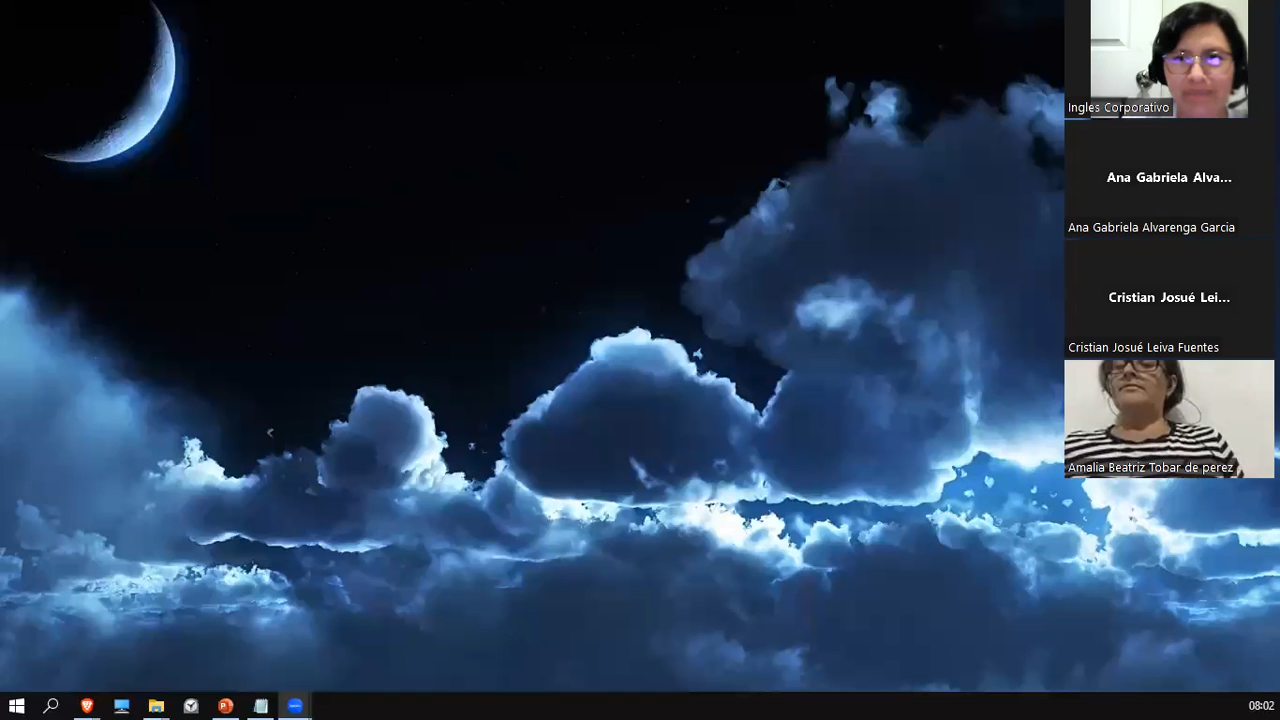 Ingles Corporativo
Ana Gabriela Alva...
Ana Gabriela Alvarenga Garcia
Cristian Josué Lei...
Cristian Josué Leiva Fuentes
Amalia Beatriz Tobar de perez
08:02